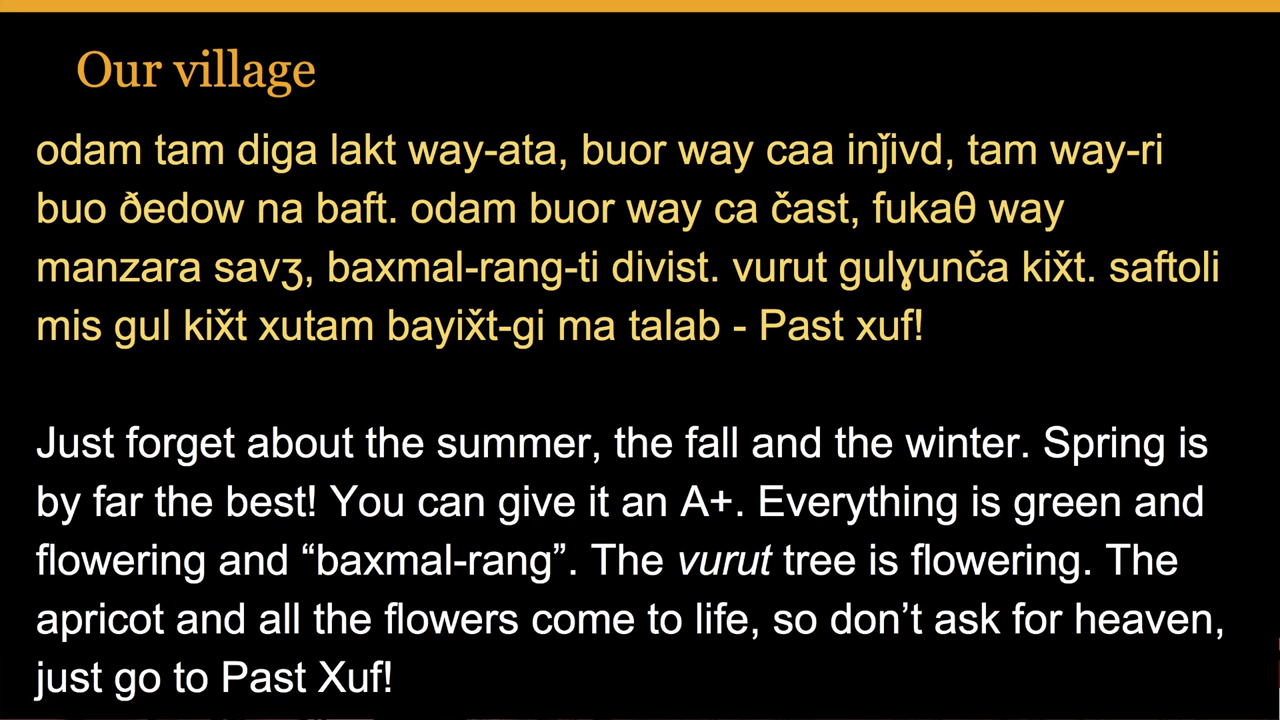 Our village
odam tam diga lakt way-ata, buor way caa inǰivd, tam way-ri
buo ðedow na baft. odam buor way ca čast, fukaθ way
manzara savʒ, baxmal-rang-ti divist. vurut gulɣunča kix̌t. saftoli
mis gul kix̌t xutam bayix̌t-gi ma talab - Past xuf!
Just forget about the summer, the fall and the winter. Spring is
by far the best! You can give it an A+. Everything is green and
flowering and “baxmal-rang”. The vurut tree is flowering. The
apricot and all the flowers come to life, so don’t ask for heaven,
just go to Past Xuf!